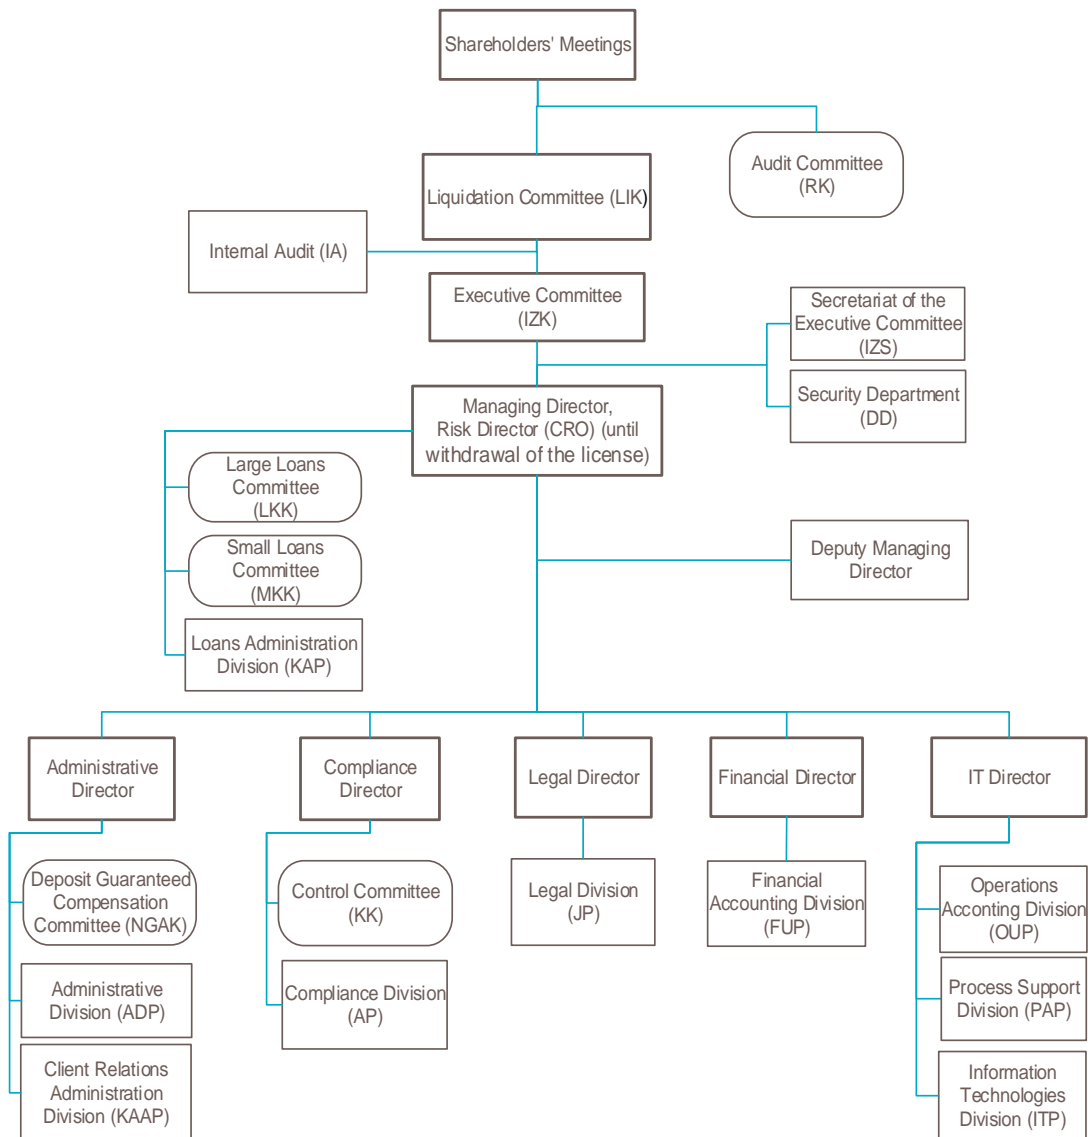 Shareholders' Meetings
Audit Committee
(RK)
Liquidation Committee (LIK)
Internal Audit (IA)
Executive Committee
(IZK)
Secretariat of the
Executive Committee
(IZS)
Security Department
(DD)
Managing Director,
Risk Director (CRO) (until
withdrawal of the license)
Large Loans
Committee
(LKK)
Small Loans
Committee
(MKK)
Loans Administration
Division (KAP)
Deputy Managing
Director
Administrative
Director
Compliance
Director
Legal Director
Financial Director
IT Director
Deposit Guaranteed
Compensation
Committee (NGAK)
Administrative
Division (ADP)
Client Relations
Administration
Division (KAAP)
Control Committee
(KK)
Compliance Division
(AP)
Legal Division
(JP)
Financial
Accounting Division
(FUP)
Operations
Acconting Division
(OUP)
Process Support
Division (PAP)
Information
Technologies
Division (ITP)